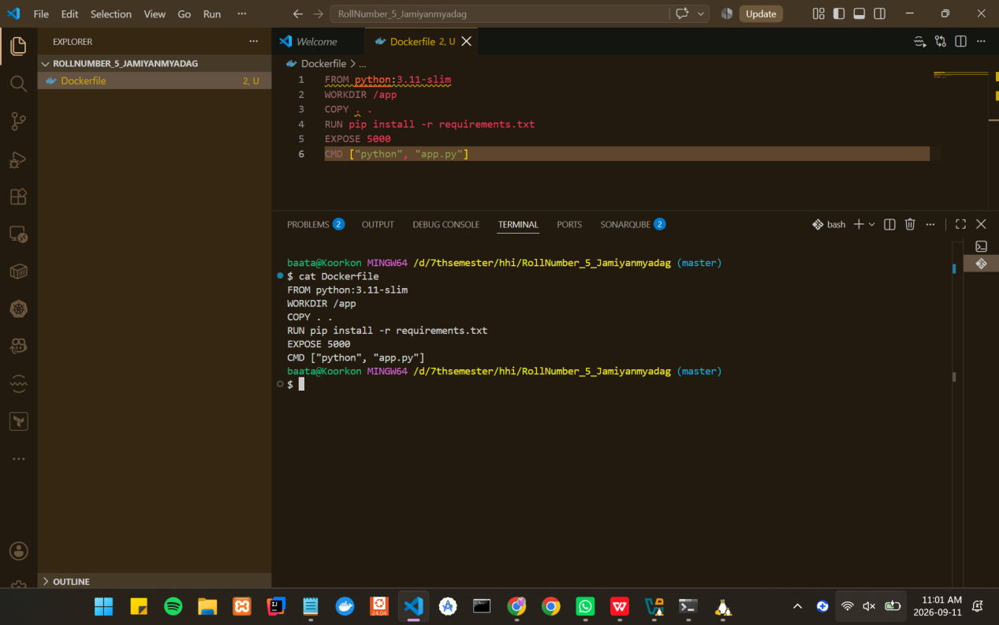 File Edit Selection View Go Run ···
RollNumber_5_Jamiyanmyadag
Update
EXPLORER
ROLLNUMBER_5_JAMIYANMYADAG
Dockerfile 2, U
OUTLINE
Welcome
Dockerfile 2, U
Dockerfile > ...
1 FROM python:3.11-slim
2 WORKDIR /app
3 COPY . .
4 RUN pip install -r requirements.txt
5 EXPOSE 5000
6 CMD ["python", "app.py"]
PROBLEMS 2 OUTPUT DEBUG CONSOLE TERMINAL PORTS SONARQUBE 2
bash
baata@Koorkon MINGW64 /d/7thsemester/hhi/RollNumber_5_Jamiyanmyadag (master)
$ cat Dockerfile
FROM python:3.11-slim
WORKDIR /app
COPY . .
RUN pip install -r requirements.txt
EXPOSE 5000
CMD ["python", "app.py"]
baata@Koorkon MINGW64 /d/7thsemester/hhi/RollNumber_5_Jamiyanmyadag (master)
$
24.04
11:01 AM
2026-09-11